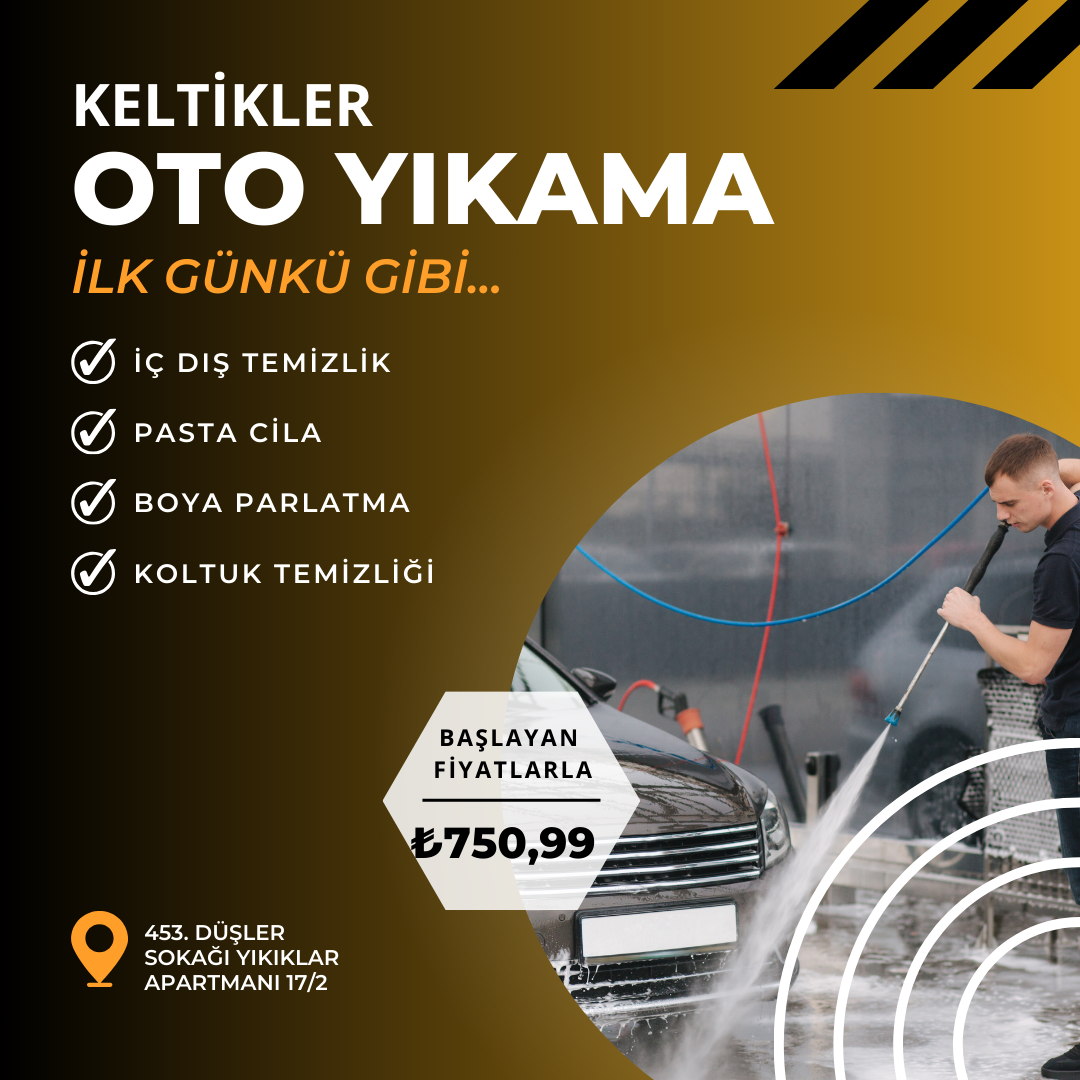 KELTİKLER
OTO YIKAMA
İLK GÜNKÜ GİBİ...
İÇ DIŞ TEMİZLİK
PASTA CİLA
BOYA PARLATMA
KOLTUK TEMİZLİĞİ
BAŞLAYAN
FİYATLARLA
₺750,99
453. DÜŞLER
SOKAĞI YIKIKLAR
APARTMANI 17/2